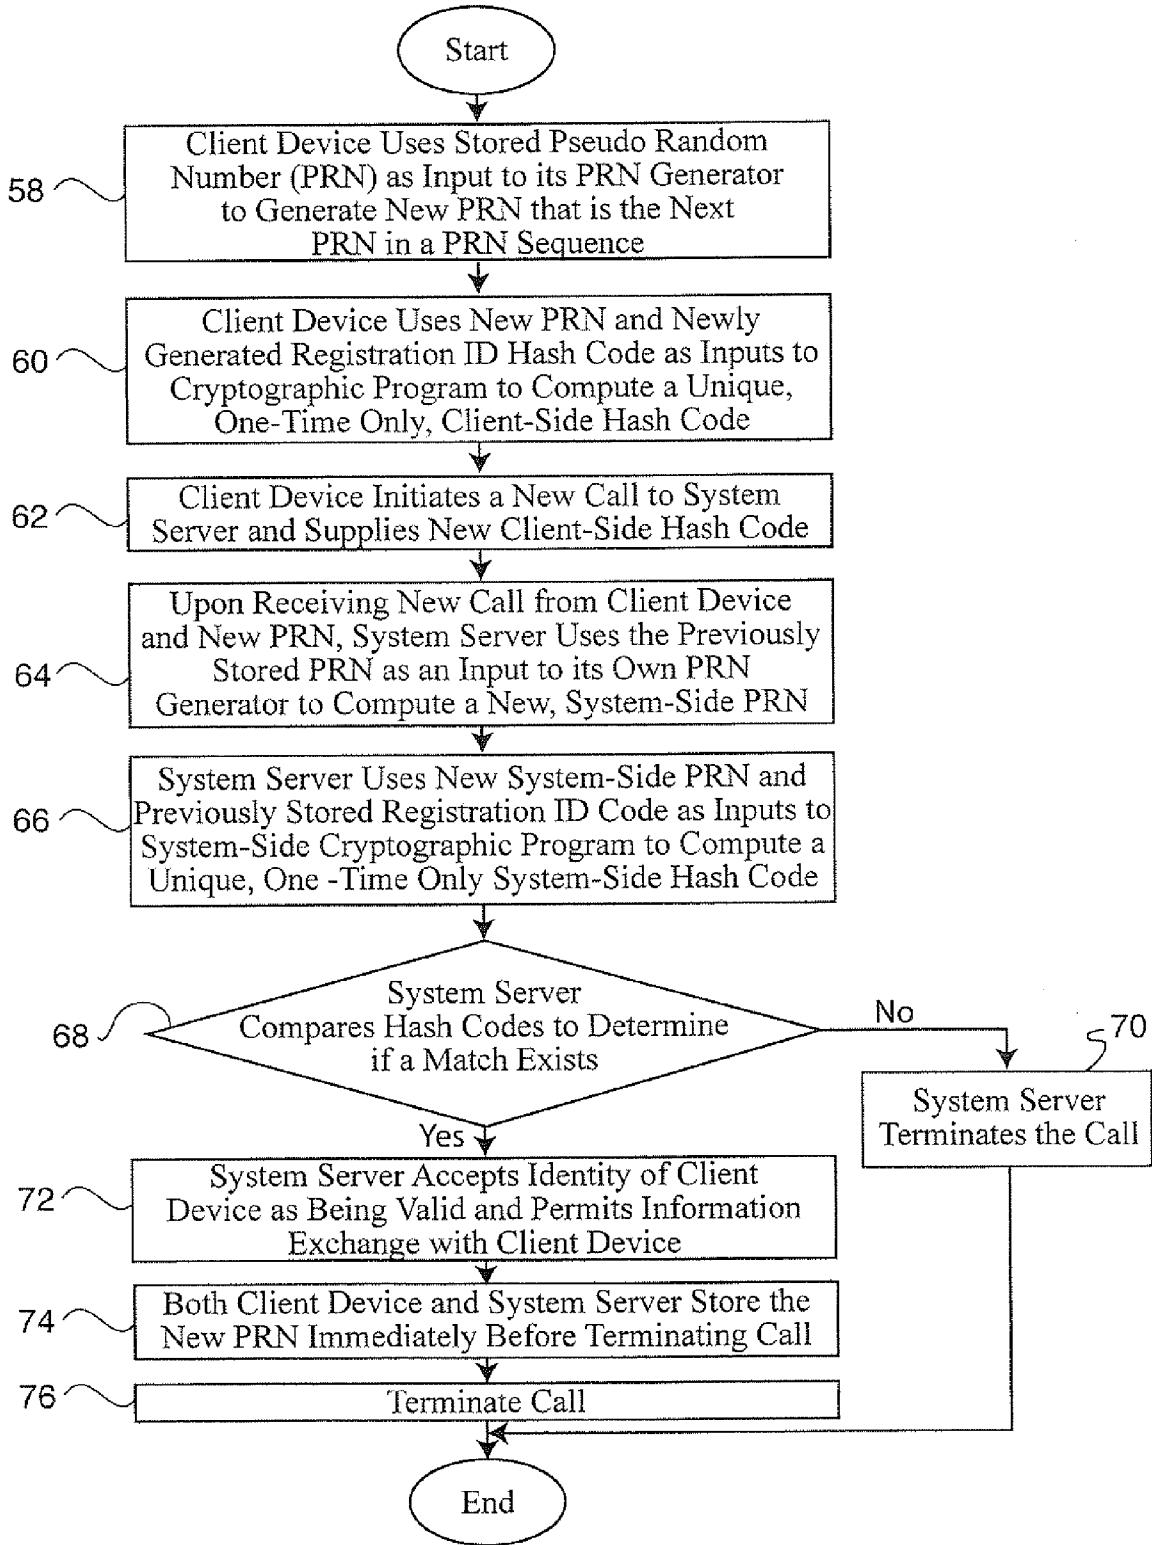 Start
58
Client Device Uses Stored Pseudo Random
Number (PRN) as Input to its PRN Generator
to Generate New PRN that is the Next
PRN in a PRN Sequence
60
Client Device Uses New PRN and Newly
Generated Registration ID Hash Code as Inputs to
Cryptographic Program to Compute a Unique,
One-Time Only, Client-Side Hash Code
62
Client Device Initiates a New Call to System
Server and Supplies New Client-Side Hash Code
64
Upon Receiving New Call from Client Device
and New PRN, System Server Uses the Previously
Stored PRN as an Input to its Own PRN
Generator to Compute a New, System-Side PRN
66
System Server Uses New System-Side PRN and
Previously Stored Registration ID Code as Inputs to
System-Side Cryptographic Program to Compute a
Unique, One -Time Only System-Side Hash Code
68
System Server
Compares Hash Codes to Determine
if a Match Exists
No
70
System Server
Terminates the Call
Yes
72
System Server Accepts Identity of Client
Device as Being Valid and Permits Information
Exchange with Client Device
74
Both Client Device and System Server Store the
New PRN Immediately Before Terminating Call
76
Terminate Call
End